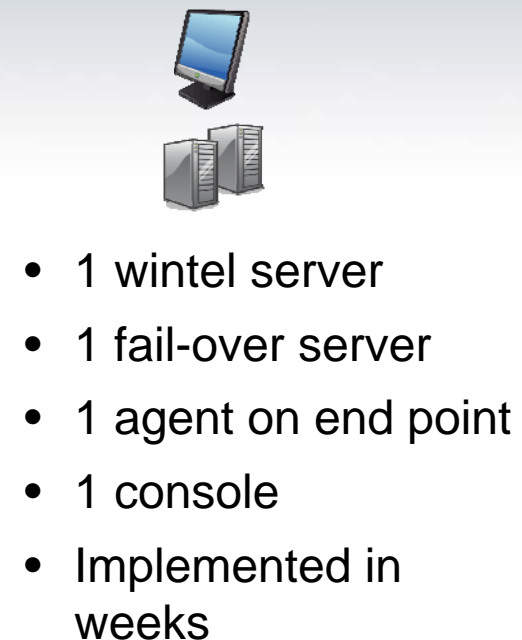 • 1 wintel server
• 1 fail-over server
• 1 agent on end point
• 1 console
• Implemented in
weeks